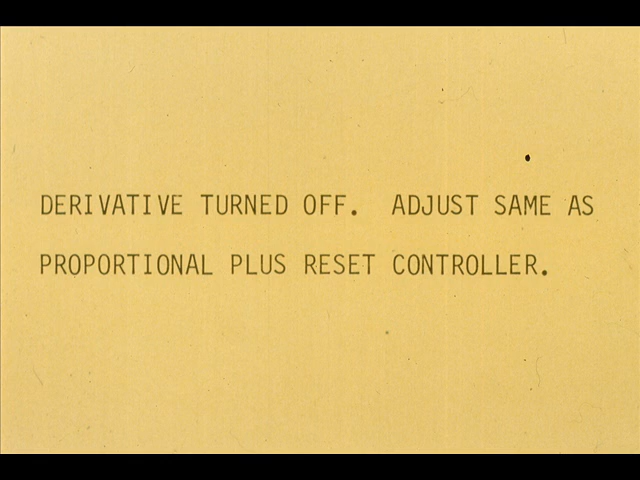 DERIVATIVE TURNED OFF.  ADJUST SAME AS
PROPORTIONAL PLUS RESET CONTROLLER.